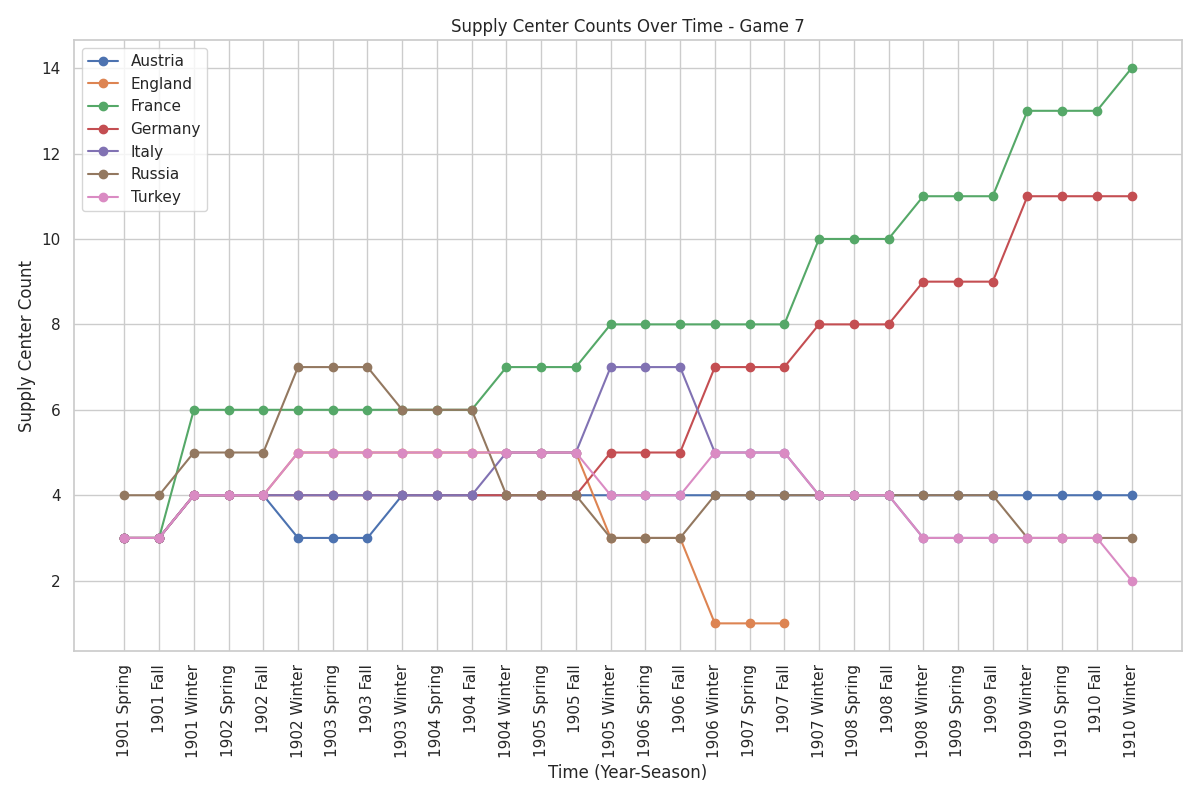 Supply Center Counts Over Time - Game 7
Austria
England
France
Germany
Italy
Russia
Turkey
Supply Center Count
14
12
10
8
6
4
2
1901 Spring
1901 Fall
1901 Winter
1902 Spring
1902 Fall
1902 Winter
1903 Spring
1903 Fall
1903 Winter
1904 Spring
1904 Fall
1904 Winter
1905 Spring
1905 Fall
1905 Winter
1906 Spring
1906 Fall
1906 Winter
1907 Spring
1907 Fall
1907 Winter
1908 Spring
1908 Fall
1908 Winter
1909 Spring
1909 Fall
1909 Winter
1910 Spring
1910 Fall
1910 Winter
Time (Year-Season)